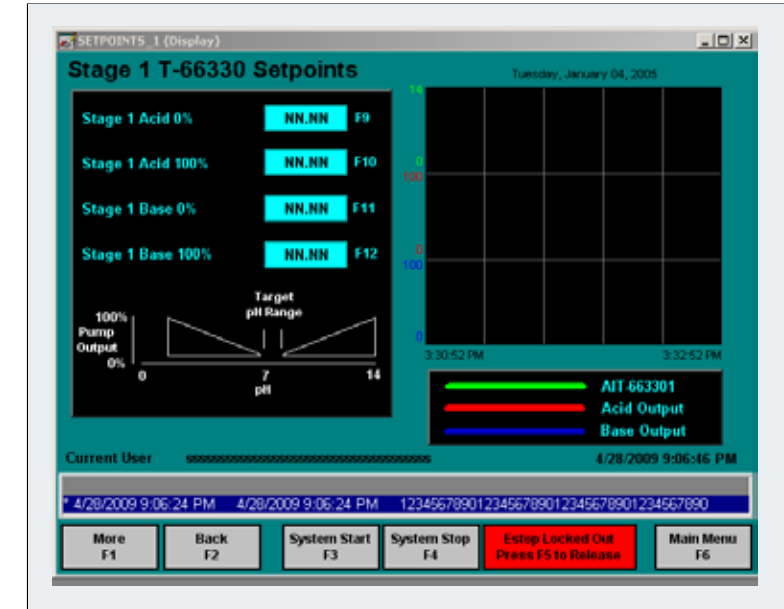 SETPOINTS_1 (Display)
Stage 1 T-66330 Setpoints
Tuesday, January 04, 2005
Stage 1 Acid 0% NN.NN F9
Stage 1 Acid 100% NN.NN F10
Stage 1 Base 0% NN.NN F11
Stage 1 Base 100% NN.NN F12
Target
pH Range
100%
Pump
Output
0%
0 7 14
pH
14
0
100
0
100
0
3:30:52 PM 3:32:52 PM
AIT-663301
Acid Output
Base Output
Current User sssssssssssssssssssssssssssssssssssssssss 4/28/2009 9:06:46 PM
* 4/28/2009 9:06:24 PM 4/28/2009 9:06:24 PM 1234567890123456789012345678901234567890
More
F1
Back
F2
System Start
F3
System Stop
F4
Estop Locked Out
Press F5 to Release
Main Menu
F6